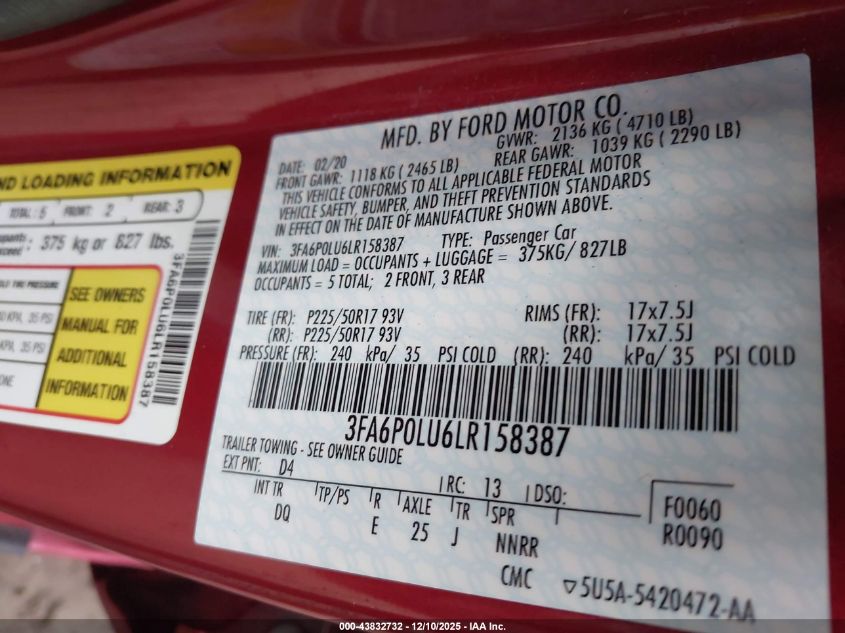 ND LOADING INFORMATION
TOTAL : 5 FRONT: 2 REAR: 3
375 kg or 827 lbs.
TIRE PRESSURE
KPA, 35 PSI
KPA, 35 PSI
SEE OWNERS
MANUAL FOR
ADDITIONAL
INFORMATION
3FA6P0LU6LR158387
MFD. BY FORD MOTOR CO.
DATE: 02/20 GVWR: 2136 KG ( 4710 LB)
FRONT GAWR: 1118 KG ( 2465 LB) REAR GAWR: 1039 KG ( 2290 LB)
THIS VEHICLE CONFORMS TO ALL APPLICABLE FEDERAL MOTOR
VEHICLE SAFETY, BUMPER, AND THEFT PREVENTION STANDARDS
IN EFFECT ON THE DATE OF MANUFACTURE SHOWN ABOVE.
VIN: 3FA6P0LU6LR158387 TYPE: Passenger Car
MAXIMUM LOAD = OCCUPANTS + LUGGAGE = 375KG/ 827LB
OCCUPANTS = 5 TOTAL; 2 FRONT, 3 REAR
TIRE (FR): P225/50R17 93V RIMS (FR): 17x7.5J
(RR): P225/50R17 93V (RR): 17x7.5J
PRESSURE (FR): 240 kPa/ 35 PSI COLD (RR): 240 kPa/ 35 PSI COLD
3FA6P0LU6LR158387
TRAILER TOWING - SEE OWNER GUIDE
EXT PNT: D4 RC: 13 DSO: F0060
INT TR TP/PS R AXLE TR SPR R0090
DQ E 25 J NNRR
CMC 5U5A-5420472-AA
000-43832732 - 12/10/2025 - IAA Inc.